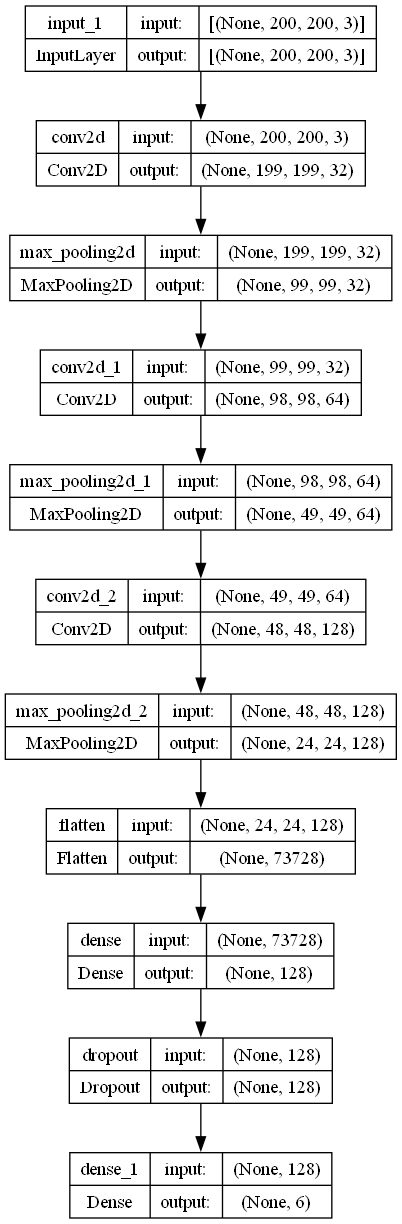 input_1 input: [(None, 200, 200, 3)]
InputLayer output: [(None, 200, 200, 3)]
conv2d input: (None, 200, 200, 3)
Conv2D output: (None, 199, 199, 32)
max_pooling2d input: (None, 199, 199, 32)
MaxPooling2D output: (None, 99, 99, 32)
conv2d_1 input: (None, 99, 99, 32)
Conv2D output: (None, 98, 98, 64)
max_pooling2d_1 input: (None, 98, 98, 64)
MaxPooling2D output: (None, 49, 49, 64)
conv2d_2 input: (None, 49, 49, 64)
Conv2D output: (None, 48, 48, 128)
max_pooling2d_2 input: (None, 48, 48, 128)
MaxPooling2D output: (None, 24, 24, 128)
flatten input: (None, 24, 24, 128)
Flatten output: (None, 73728)
dense input: (None, 73728)
Dense output: (None, 128)
dropout input: (None, 128)
Dropout output: (None, 128)
dense_1 input: (None, 128)
Dense output: (None, 6)